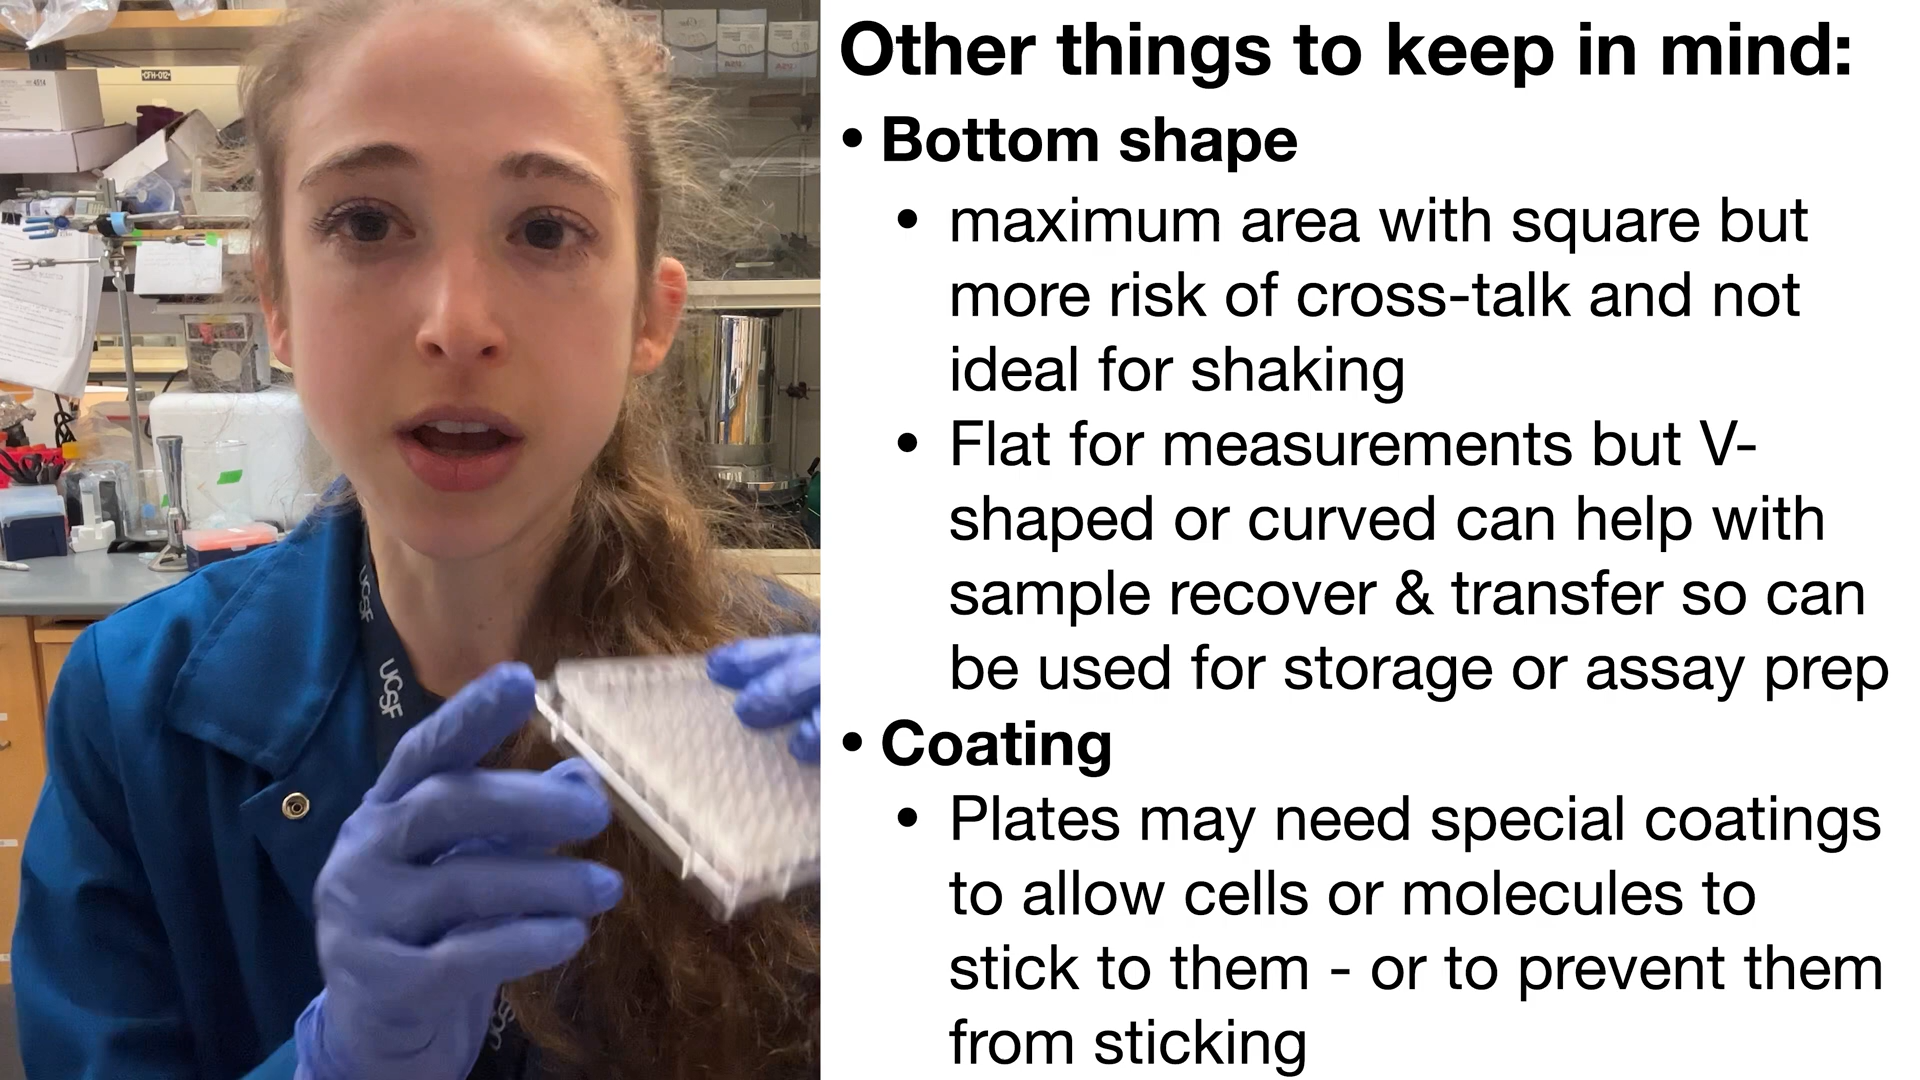 Other things to keep in mind:
• Bottom shape
• maximum area with square but
more risk of cross-talk and not
ideal for shaking
• Flat for measurements but V-
shaped or curved can help with
sample recover & transfer so can
be used for storage or assay prep
• Coating
• Plates may need special coatings
to allow cells or molecules to
stick to them - or to prevent them
from sticking
CFH-012
4514
UCSF
UCSF